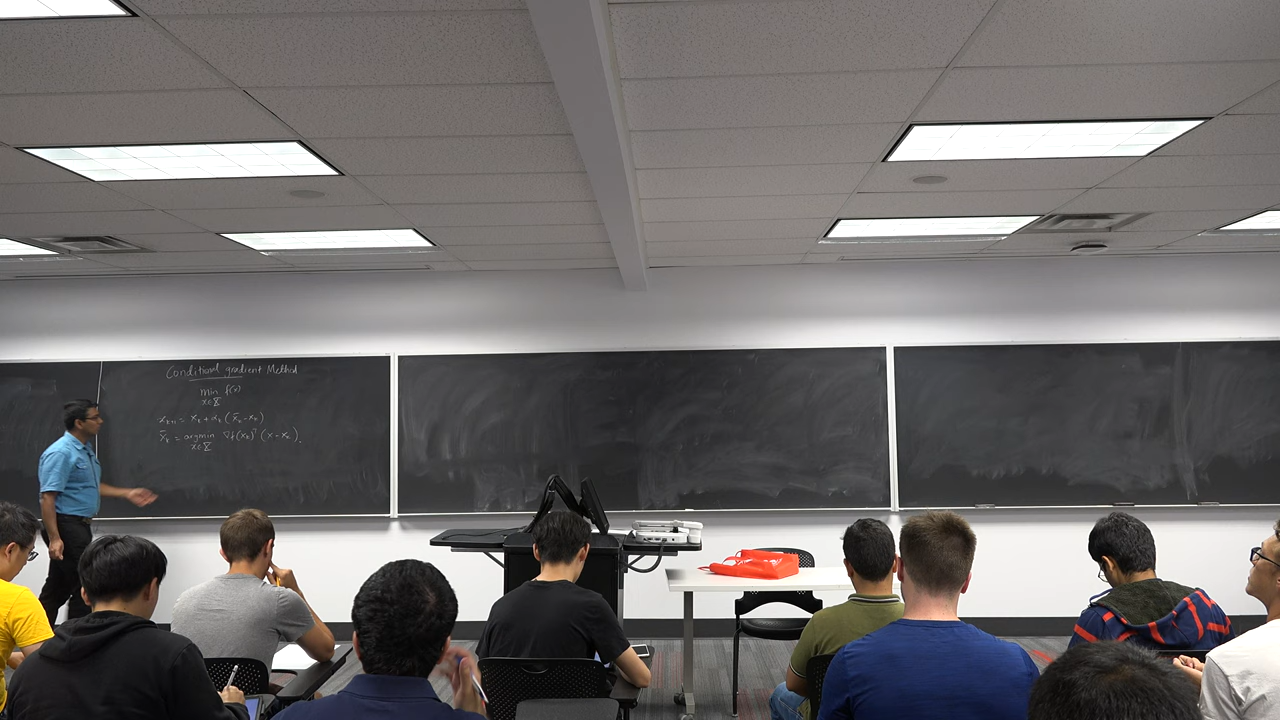 Conditional gradient Method
min f(x)
x∈X
x_{k+1} = x_k + α_k (x̄_k - x_k)
x̄_k = argmin ∇f(x_k)ᵀ (x - x_k).
x∈X